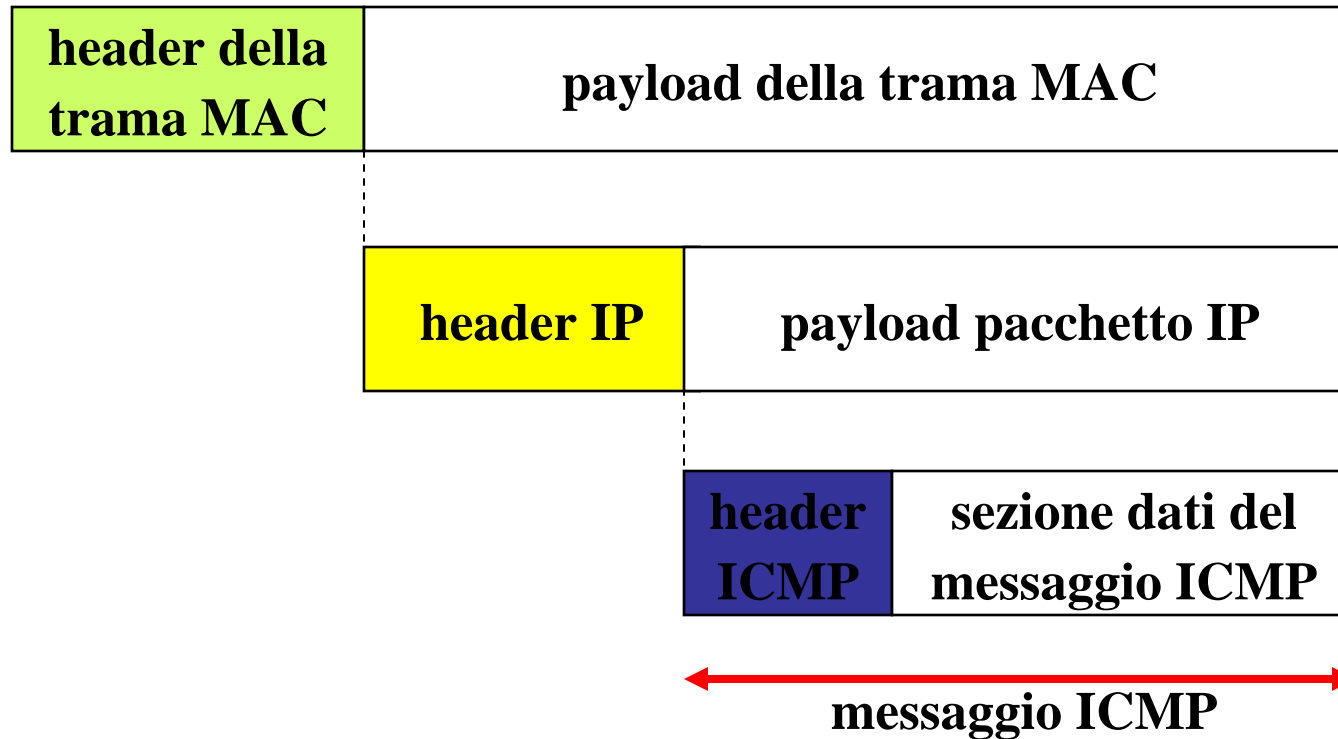 header della
trama MAC
payload della trama MAC
header IP
payload pacchetto IP
header
ICMP
sezione dati del
messaggio ICMP
messaggio ICMP